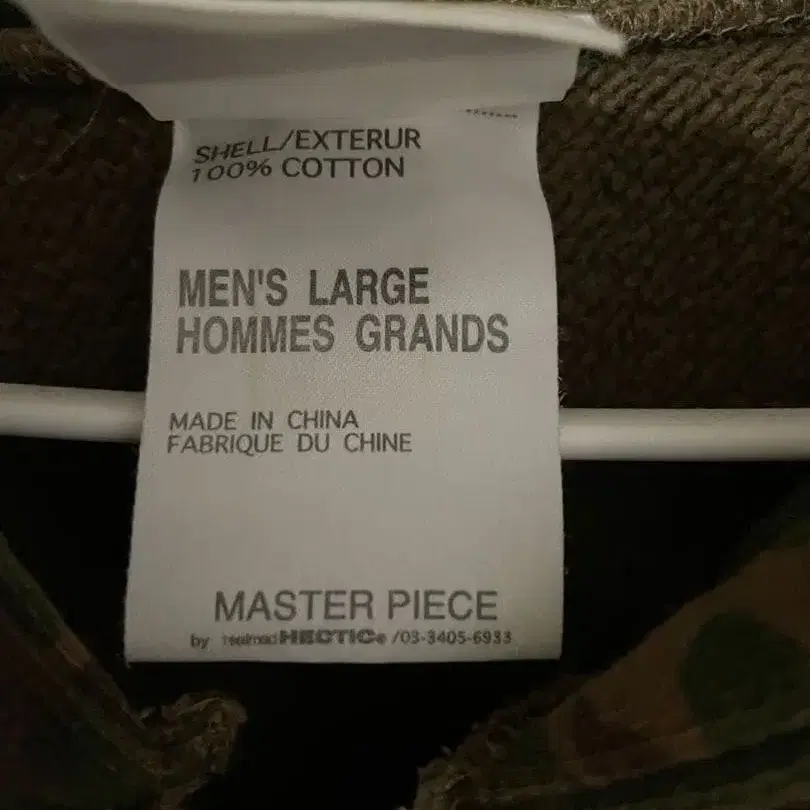 SHELL/EXTERUR
100% COTTON
MEN'S LARGE
HOMMES GRANDS
MADE IN CHINA
FABRIQUE DU CHINE
MASTER PIECE
by realmad HECTIC® /03-3405-6933